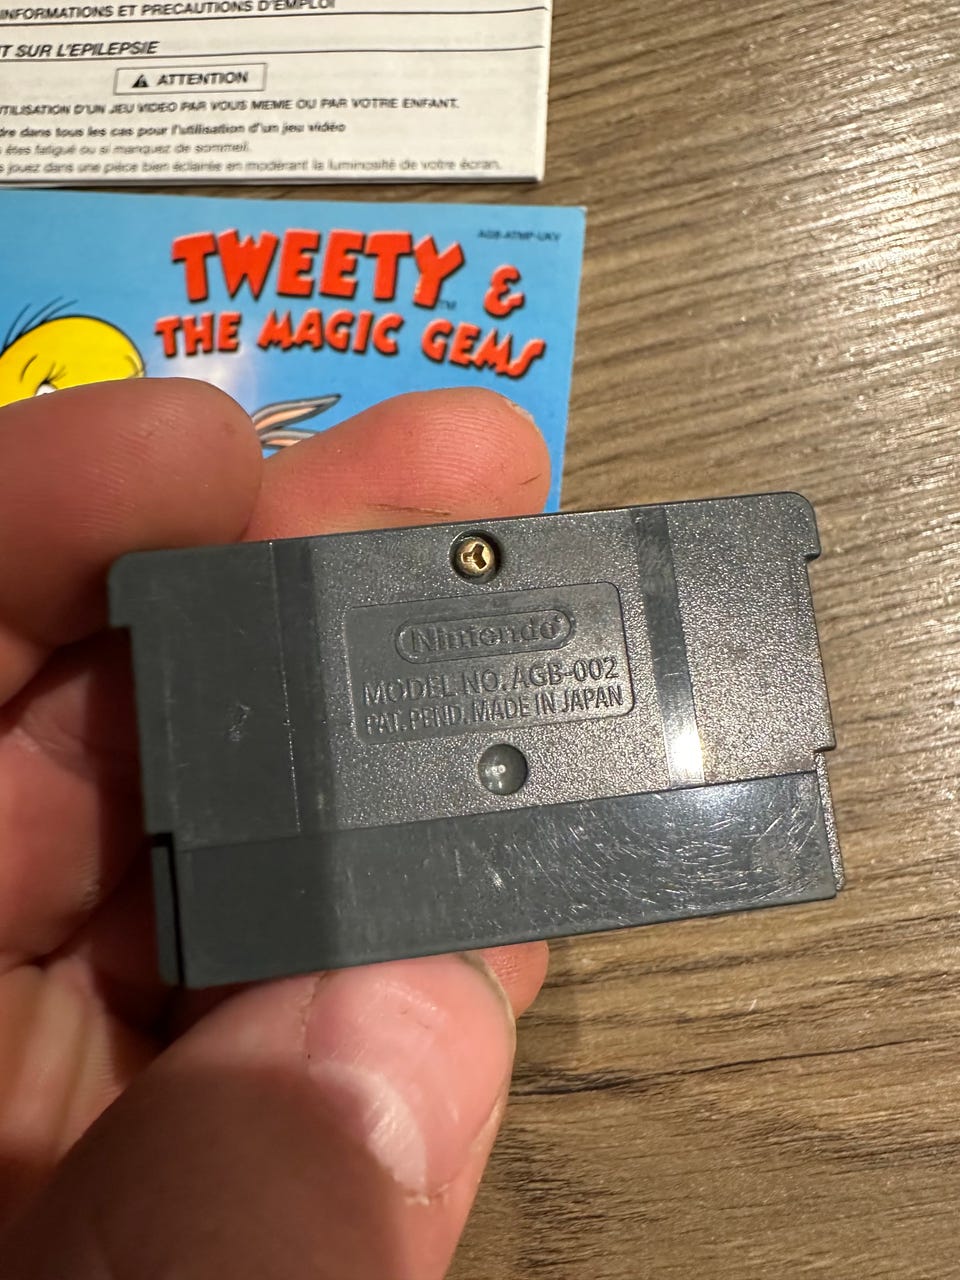 INFORMATIONS ET PRECAUTIONS D'EMPLOI
T SUR L'EPILEPSIE
ATTENTION
TILISATION D'UN JEU VIDEO PAR VOUS MEME OU PAR VOTRE ENFANT.
dre dans tous les cas pour l'utilisation d'un jeu vidéo
êtes fatigué ou si manquez de sommeil.
s jouez dans une pièce bien éclairée en modérant la luminosité de votre écran.
AGB-ATMP-UKV
TWEETY &
THE MAGIC GEMS
TM
Nintendo
MODEL NO. AGB-002
PAT. PEND. MADE IN JAPAN